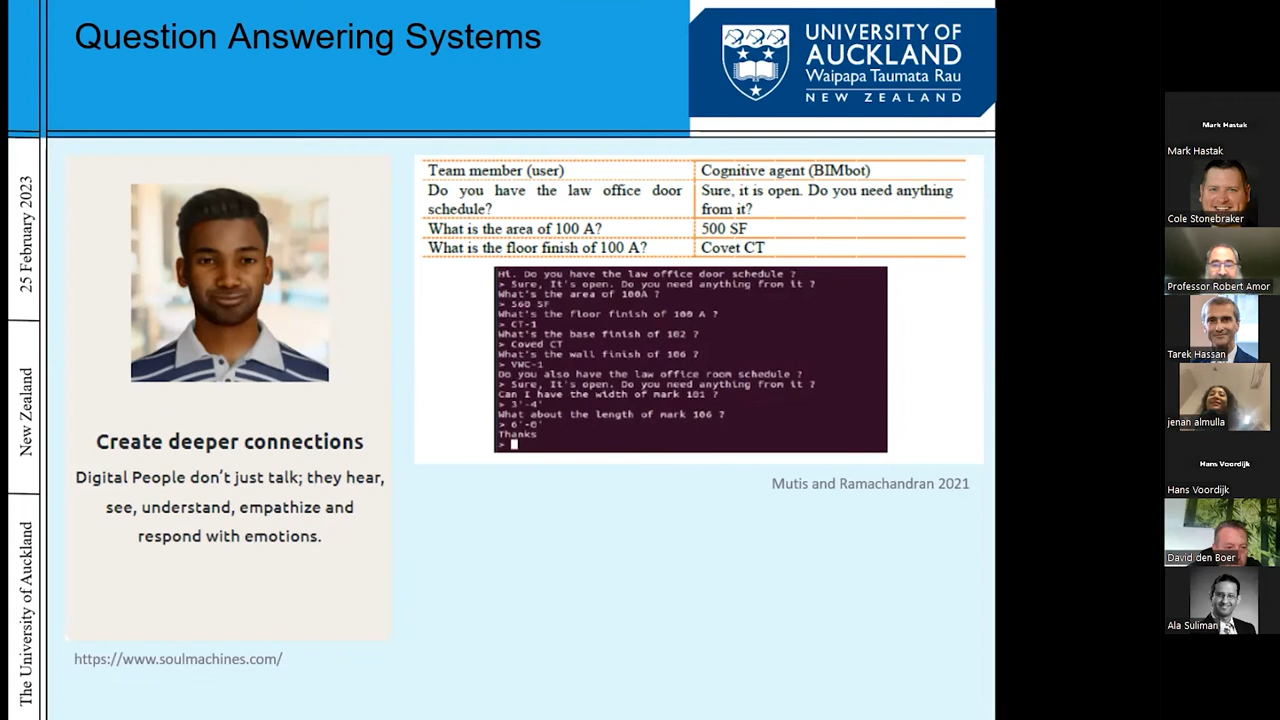 Question Answering Systems
UNIVERSITY OF
AUCKLAND
Waipapa Taumata Rau
NEW ZEALAND
25 February 2023
New Zealand
The University of Auckland
Create deeper connections
Digital People don't just talk; they hear,
see, understand, empathize and
respond with emotions.
https://www.soulmachines.com/
Team member (user)
Cognitive agent (BIMbot)
Do you have the law office door
schedule?
Sure, it is open. Do you need anything
from it?
What is the area of 100 A?
500 SF
What is the floor finish of 100 A?
Covet CT
Hi. Do you have the law office door schedule ?
> Sure, It's open. Do you need anything from it ?
What's the area of 100A ?
> 560 SF
What's the floor finish of 100 A ?
> CT-1
What's the base finish of 102 ?
> Coved CT
What's the wall finish of 106 ?
> VWC-1
Do you also have the law office room schedule ?
> Sure, It's open. Do you need anything from it ?
Can I have the width of mark 101 ?
> 3'-4'
What about the length of mark 106 ?
> 6'-0'
Thanks
>
Mutis and Ramachandran 2021
Mark Hastak
Mark Hastak
Cole Stonebraker
Professor Robert Amor
Tarek Hassan
jenan almulla
Hans Voordijk
Hans Voordijk
David den Boer
Ala Suliman